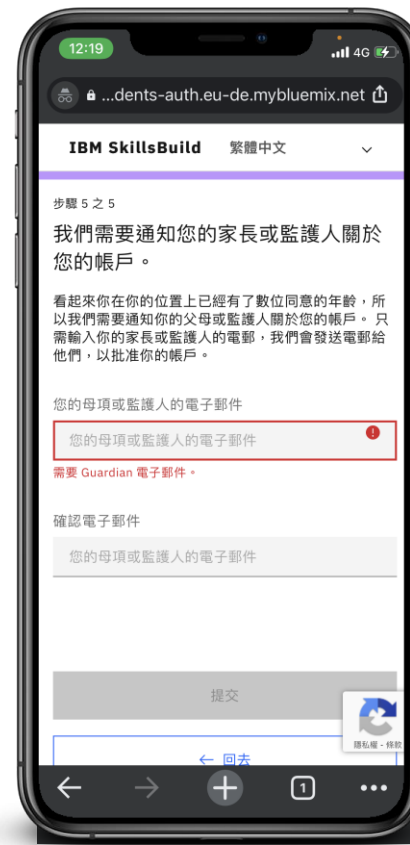 12:19
4G
...dents-auth.eu-de.mybluemix.net
IBM SkillsBuild 繁體中文
步驟 5 之 5
我們需要通知您的家長或監護人關於
您的帳戶。
看起來你在你的位置上已經有了數位同意的年齡，所
以我們需要通知你的父母或監護人關於您的帳戶。 只
需輸入你的家長或監護人的電郵，我們會發送電郵給
他們，以批准你的帳戶。
您的母項或監護人的電子郵件
您的母項或監護人的電子郵件
需要 Guardian 電子郵件。
確認電子郵件
您的母項或監護人的電子郵件
提交
隱私權 - 條款
← 回去
1